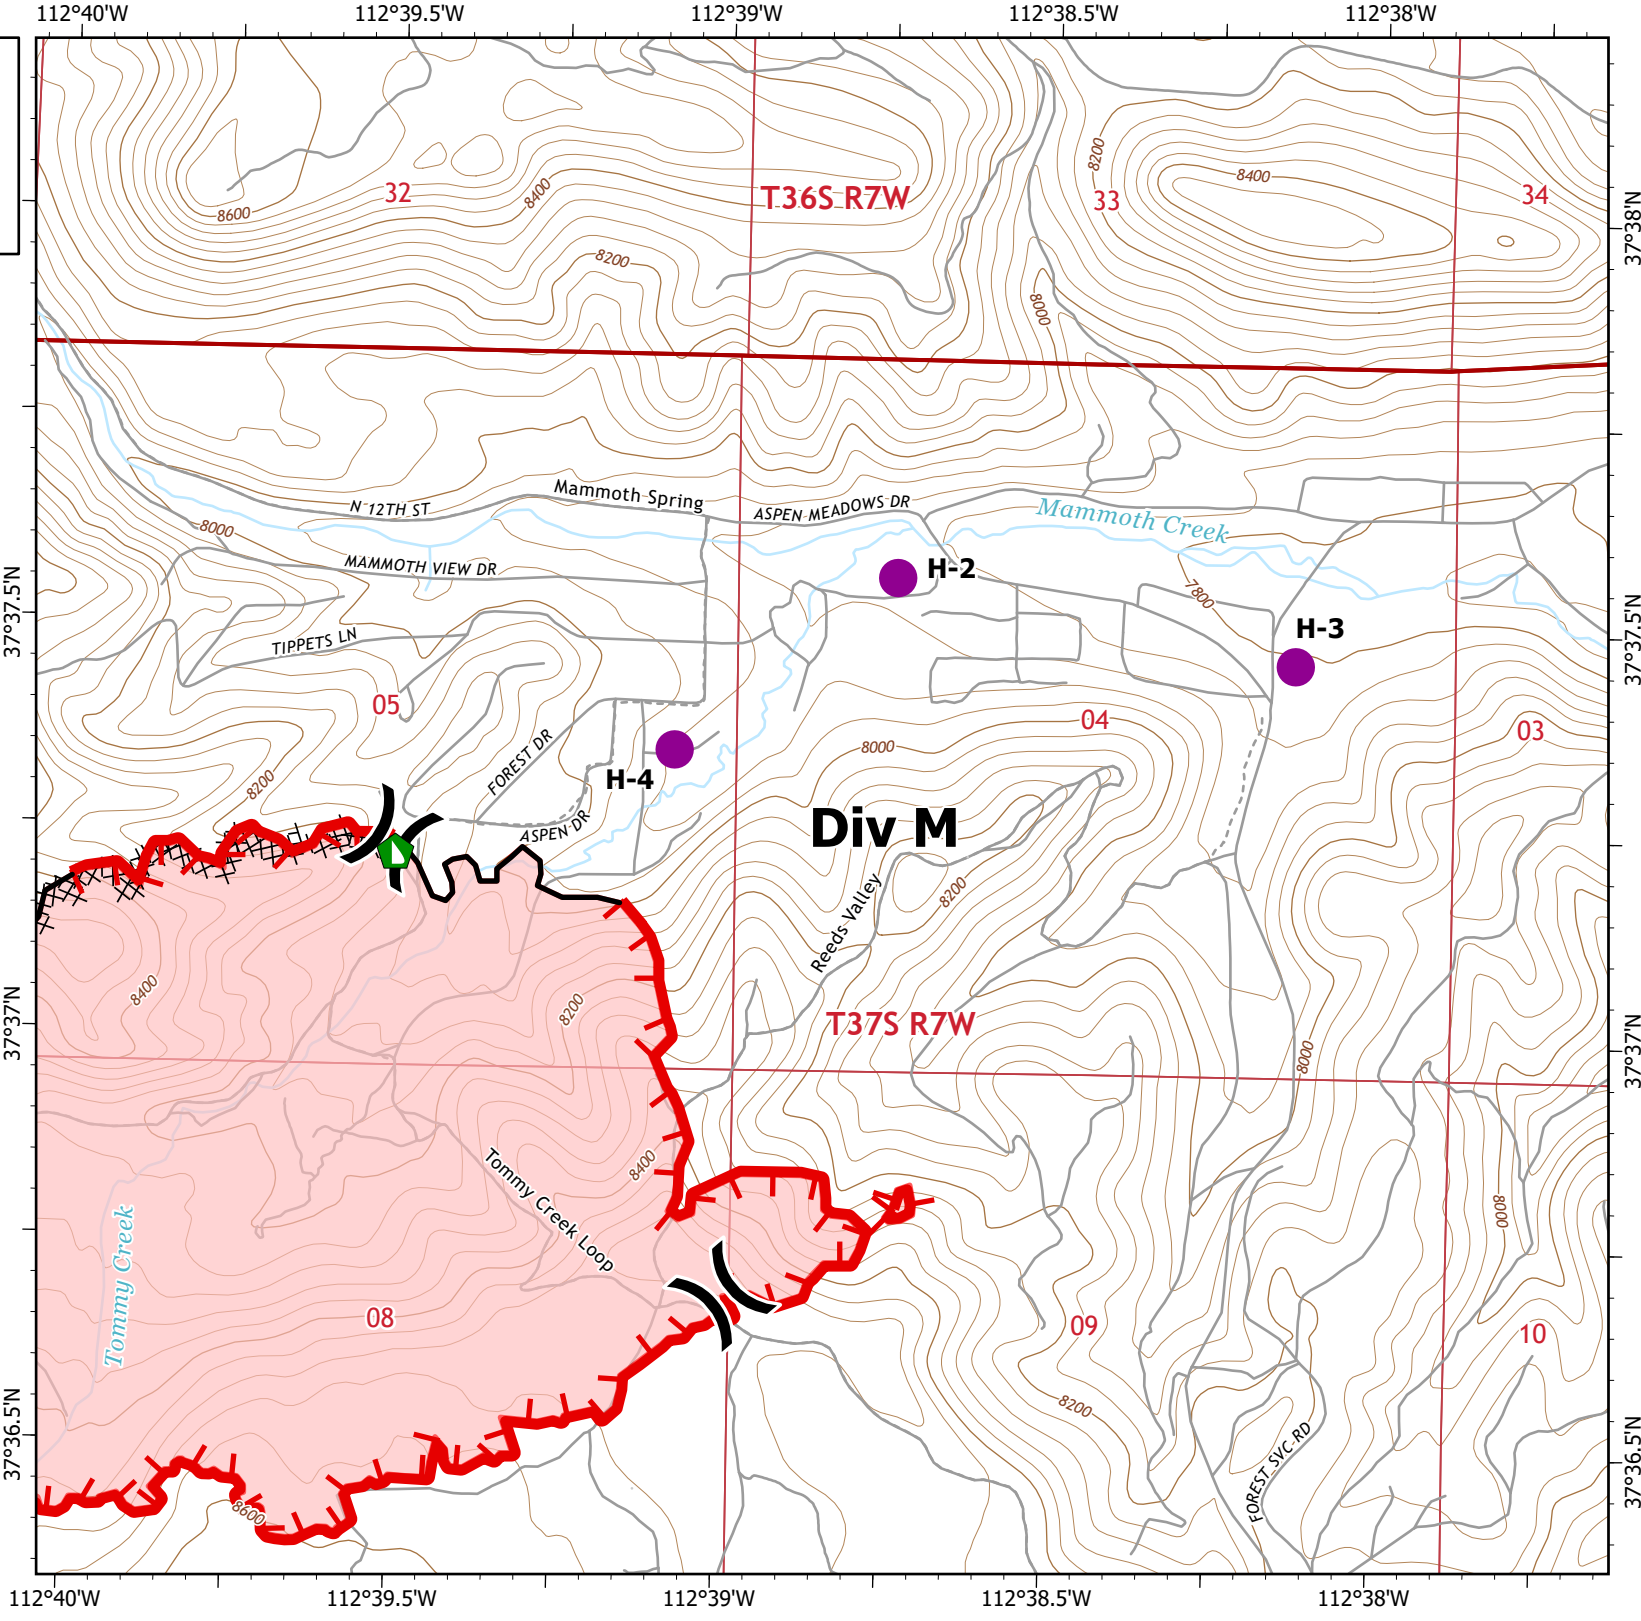 112°40'W
112°39.5'W
112°39'W
112°38.5'W
112°38'W
8200
8400
32
8400
T36S R7W
33
34
8600
37°38'N
8200
8000
Mammoth Spring
N 12TH ST
ASPEN MEADOWS DR
Mammoth Creek
8000
MAMMOTH VIEW DR
H-2
7800
37°37.5'N
37°37.5'N
TIPPETS LN
H-3
05
04
03
8000
FOREST DR
H-4
8200
ASPEN DR
Div M
8200
Reeds Valley
8400
8200
37°37'N
T37S R7W
37°37'N
8000
8400
Tommy Creek Loop
8000
Tommy Creek
08
09
10
8200
37°36.5'N
37°36.5'N
FOREST SVC RD
8600
112°40'W
112°39.5'W
112°39'W
112°38.5'W
112°38'W